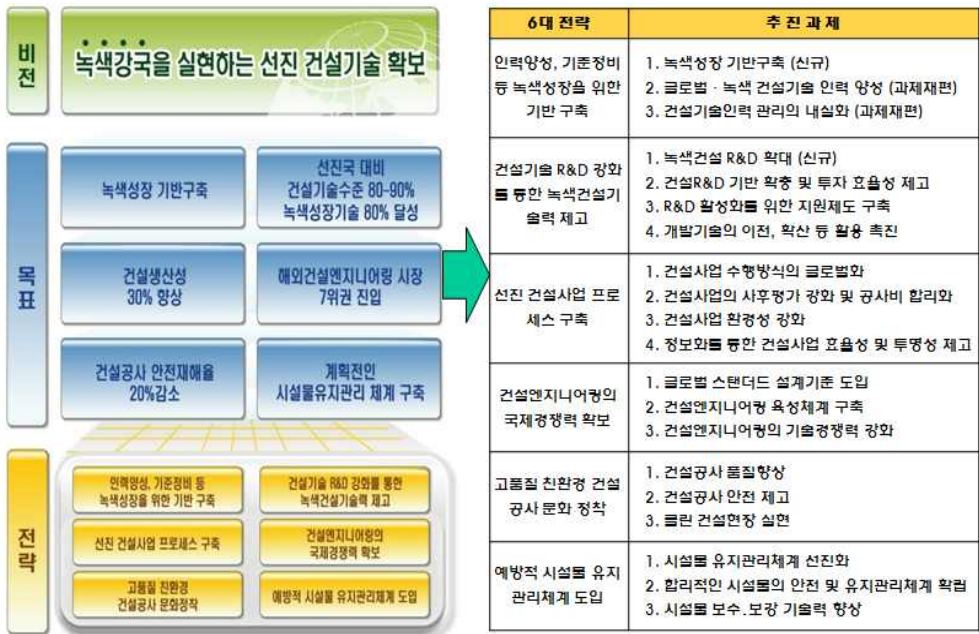 비
전
녹색강국을 실현하는 선진 건설기술 확보
목
표
녹색성장 기반구축
선진국 대비
건설기술수준 80-90%
녹색성장기술 80% 달성
건설생산성
30% 향상
해외건설엔지니어링 시장
7위권 진입
건설공사 안전재해율
20%감소
계획전인
시설물유지관리 체계 구축
전
략
인력양성, 기준정비 등
녹색성장을 위한 기반 구축
건설기술 R&D 강화를 통한
녹색건설기술력 제고
선진 건설사업 프로세스 구축
건설엔지니어링의
국제경쟁력 확보
고품질 친환경
건설공사 문화정착
예방적 시설물 유지관리체계 도입
6대 전략
추 진 과 제
인력양성, 기준정비
등 녹색성장을 위한
기반 구축
1. 녹색성장 기반구축 (신규)
2. 글로벌ㆍ녹색 건설기술 인력 양성 (과제재편)
3. 건설기술인력 관리의 내실화 (과제재편)
건설기술 R&D 강화
를 통한 녹색건설기
술력 제고
1. 녹색건설 R&D 확대 (신규)
2. 건설R&D 기반 확충 및 투자 효율성 제고
3. R&D 활성화를 위한 지원제도 구축
4. 개발기술의 이전, 확산 등 활용 촉진
선진 건설사업 프로
세스 구축
1. 건설사업 수행방식의 글로벌화
2. 건설사업의 사후평가 강화 및 공사비 합리화
3. 건설사업 환경성 강화
4. 정보화를 통한 건설사업 효율성 및 투명성 제고
건설엔지니어링의
국제경쟁력 확보
1. 글로벌 스탠더드 설계기준 도입
2. 건설엔지니어링 육성체계 구축
3. 건설엔지니어링의 기술경쟁력 강화
고품질 친환경 건설
공사 문화 정착
1. 건설공사 품질향상
2. 건설공사 안전 제고
3. 클린 건설현장 실현
예방적 시설물 유지
관리체계 도입
1. 시설물 유지관리체계 선진화
2. 합리적인 시설물의 안전 및 유지관리체계 확립
3. 시설물 보수․보강 기술력 향상